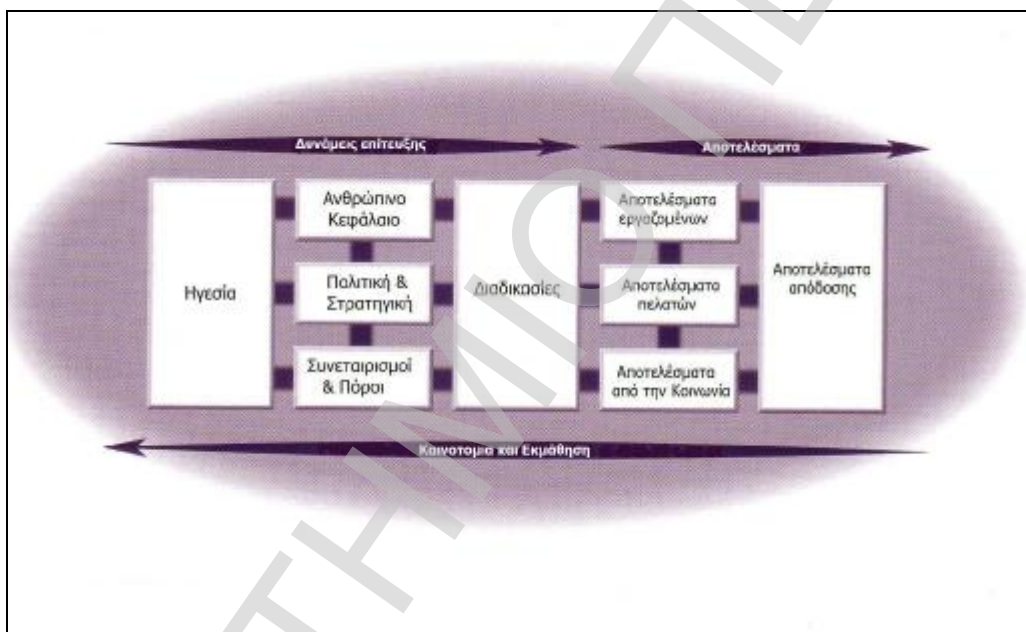 Δυνάμεις επίτευξης
Αποτελέσματα
Ηγεσία
Ανθρώπινο
Κεφάλαιο
Πολιτική &
Στρατηγική
Συνεταιρισμοί
& Πόροι
Διαδικασίες
Αποτελέσματα
εργαζομένων
Αποτελέσματα
πελατών
Αποτελέσματα
από την Κοινωνία
Αποτελέσματα
απόδοσης
Καινοτομία και Εκμάθηση